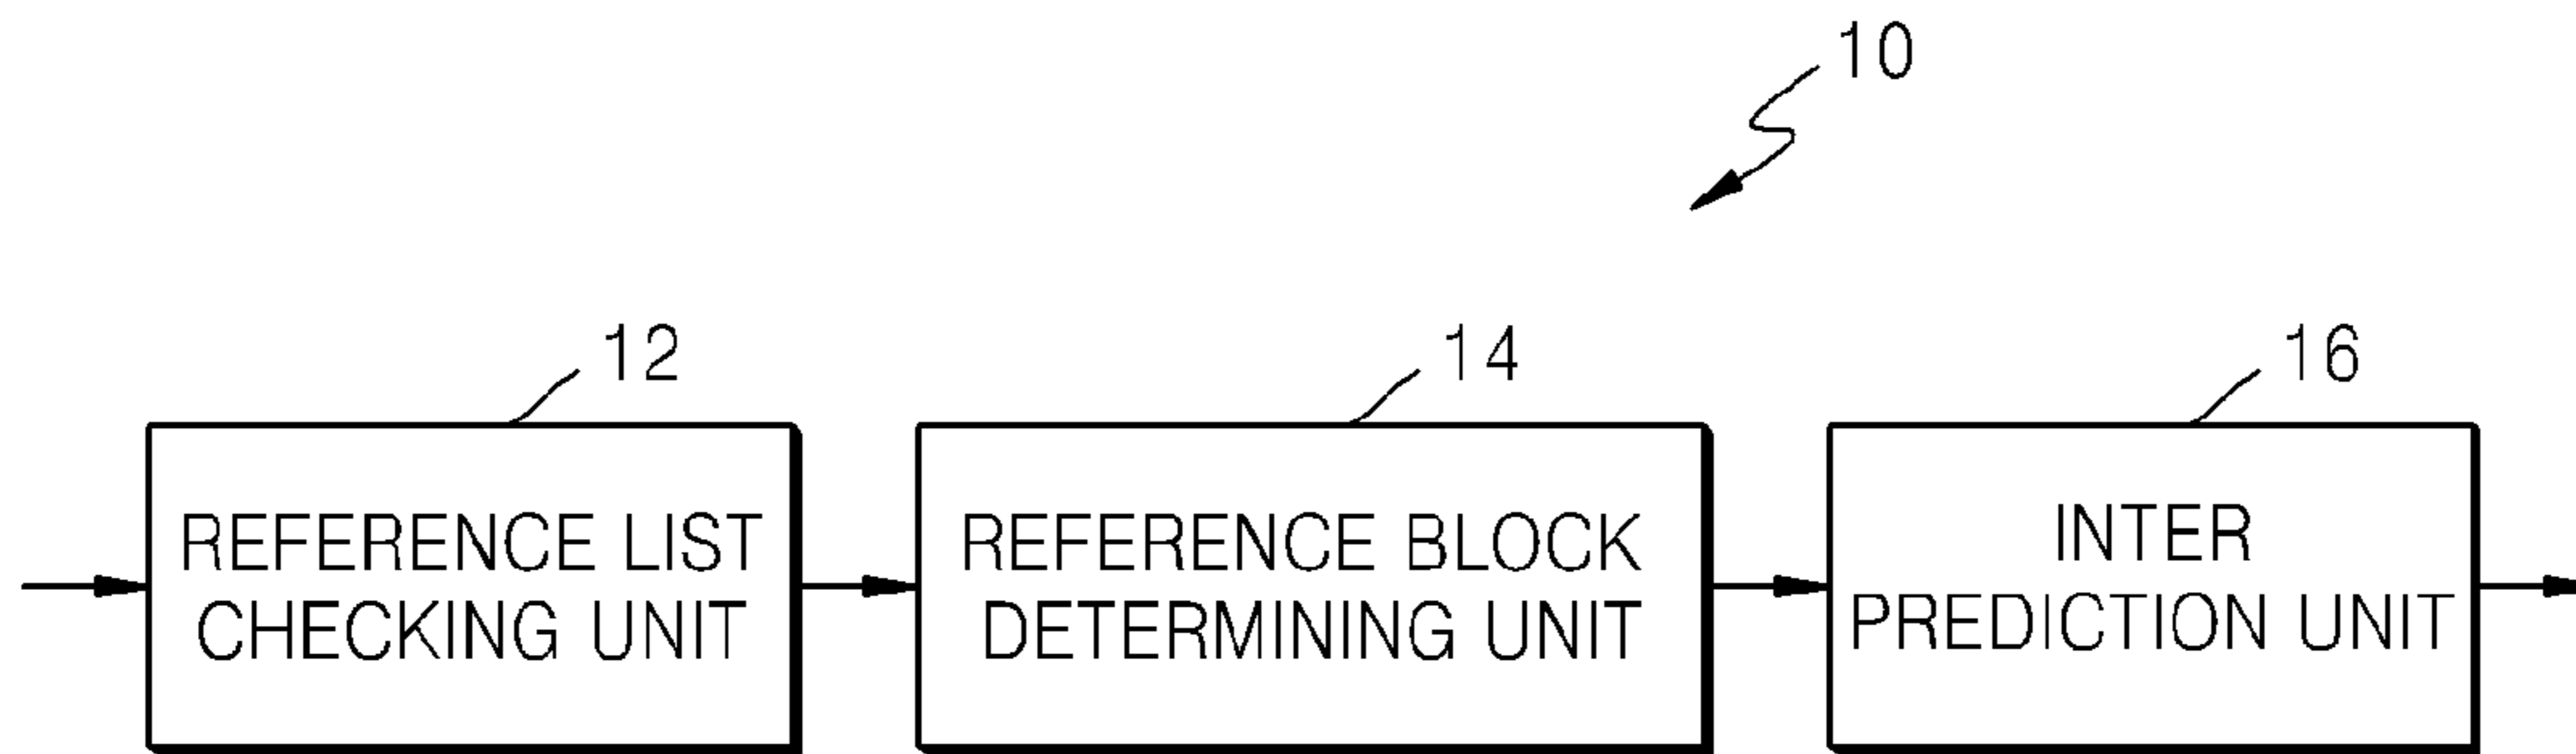 10
12
14
16
REFERENCE LIST
CHECKING UNIT
REFERENCE BLOCK
DETERMINING UNIT
INTER
PREDICTION UNIT